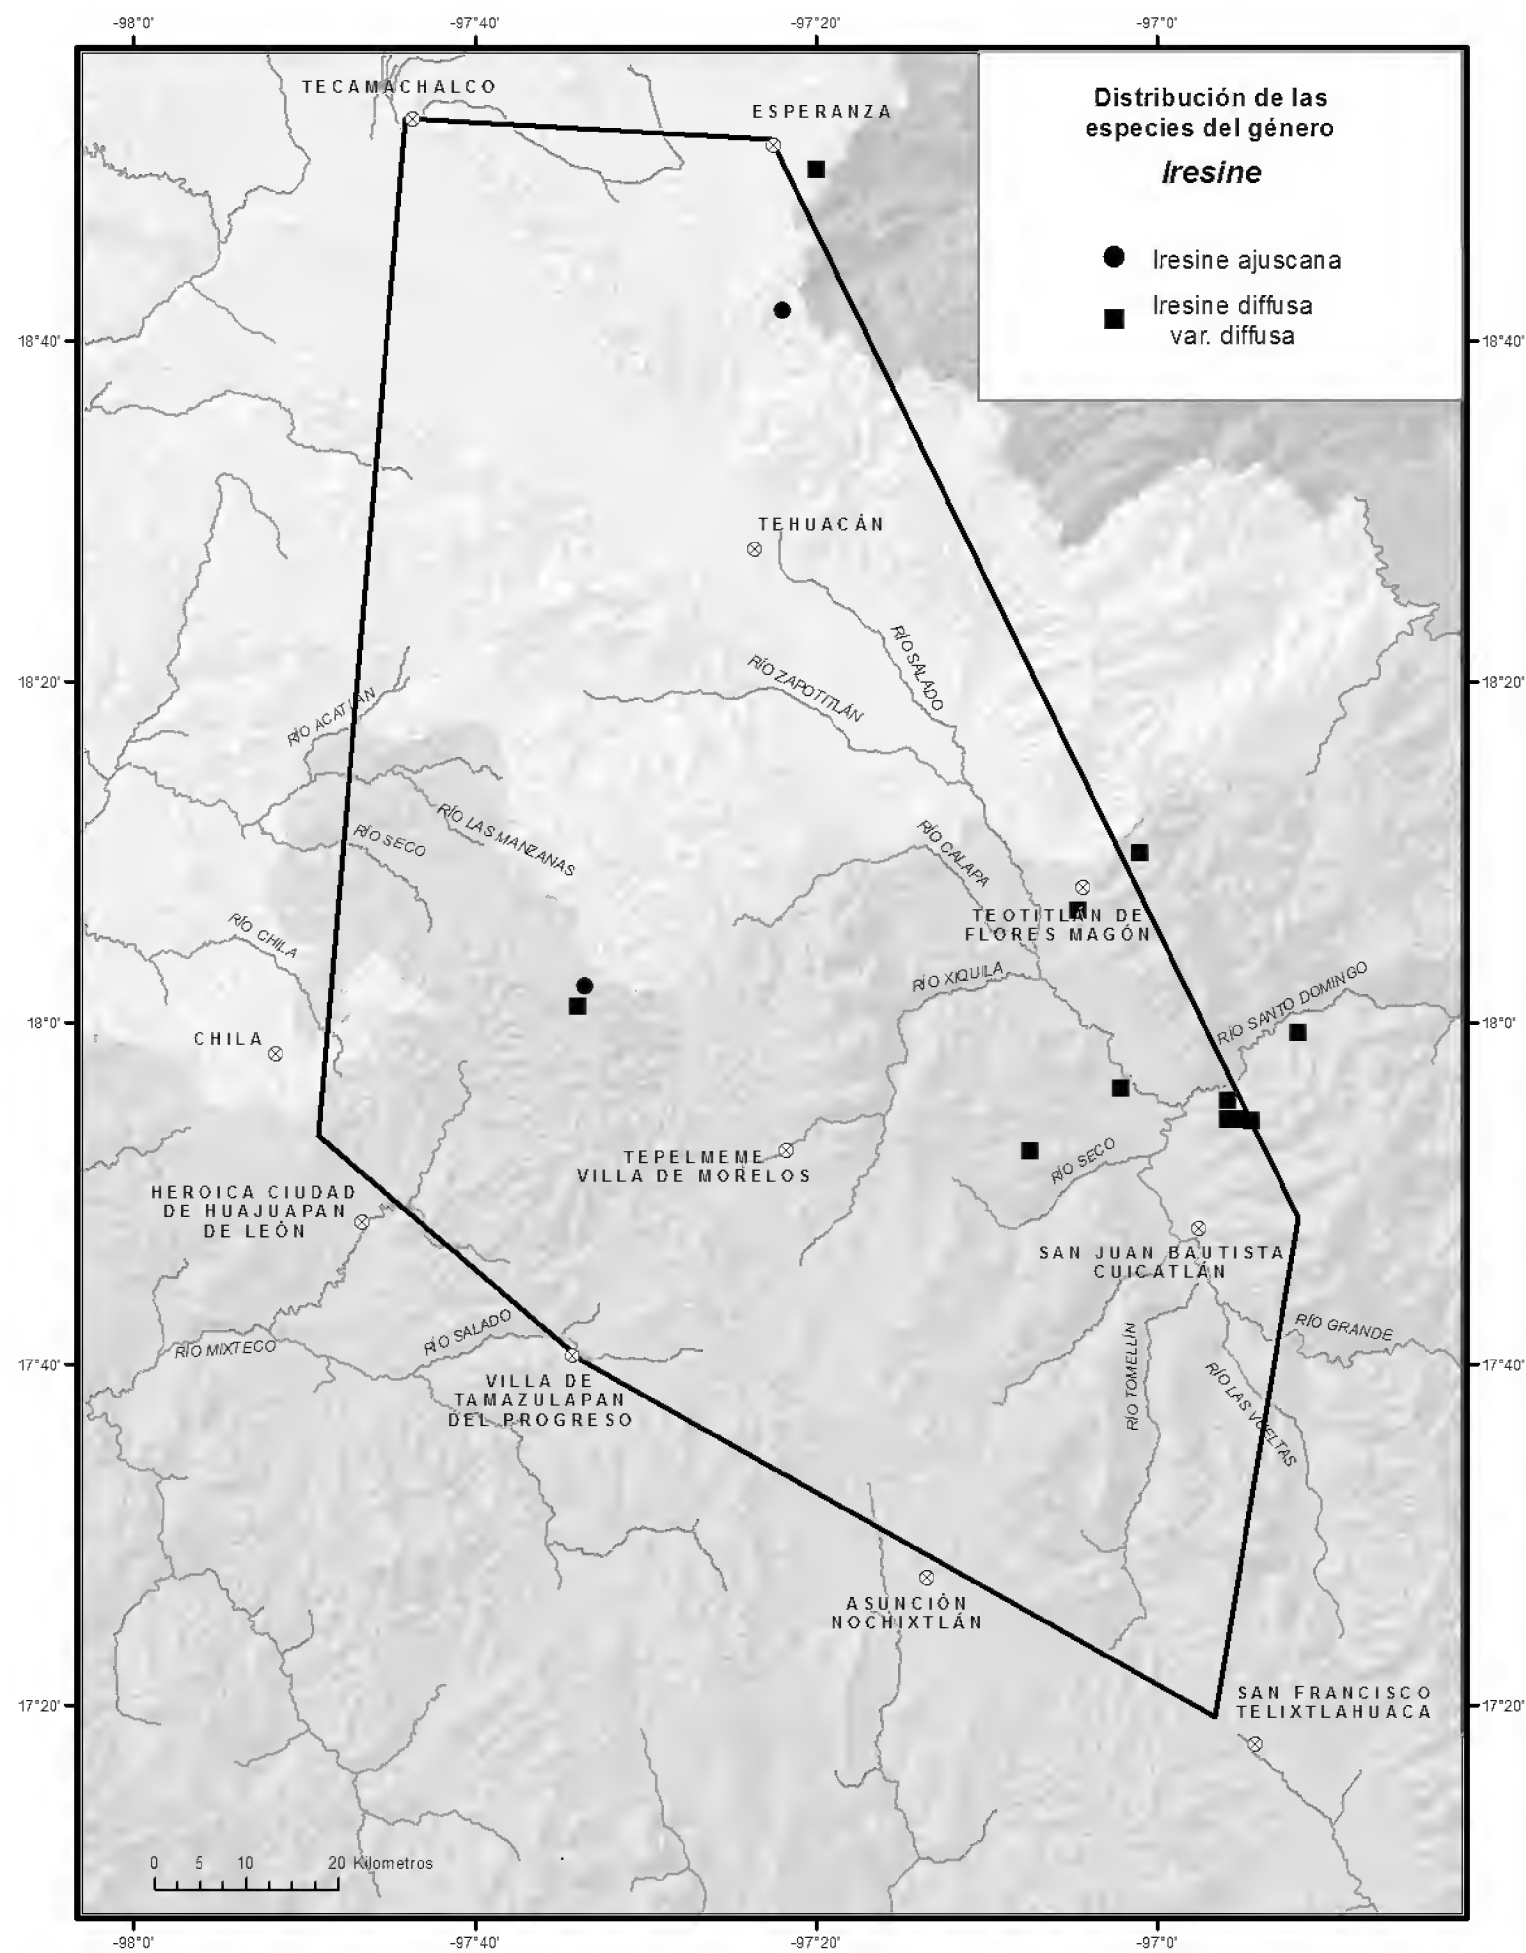 -98°0'
-97°40'
-97°20'
-97°0'
TECAMACHALCO
ESPERANZA
Distribución de las
especies del género
Iresine
Iresine ajuscana
Iresine diffusa
var. diffusa
18°40'
18°40'
TEHUACÁN
RÍO SALADO
RÍO ZAPOTITLÁN
18°20'
18°20'
RÍO ACATLÁN
RÍO LAS MANZANAS
RÍO SECO
RÍO CALAPA
TEOTITLÁN DE
FLORES MAGÓN
RÍO CHILA
RÍO XIQUILA
RÍO SANTO DOMINGO
18°0'
18°0'
CHILA
TEPELMEME
VILLA DE MORELOS
RÍO SECO
HEROICA CIUDAD
DE HUAJUAPAN
DE LEÓN
SAN JUAN BAUTISTA
CUICATLÁN
RÍO SALADO
RÍO MIXTECO
RÍO GRANDE
17°40'
17°40'
RÍO TOMELLÍN
RÍO LAS VUELTAS
VILLA DE
TAMAZULAPAN
DEL PROGRESO
ASUNCIÓN
NOCHIXTLÁN
17°20'
17°20'
SAN FRANCISCO
TELIXTLAHUACA
0 5 10 20 Kilometros
-98°0'
-97°40'
-97°20'
-97°0'